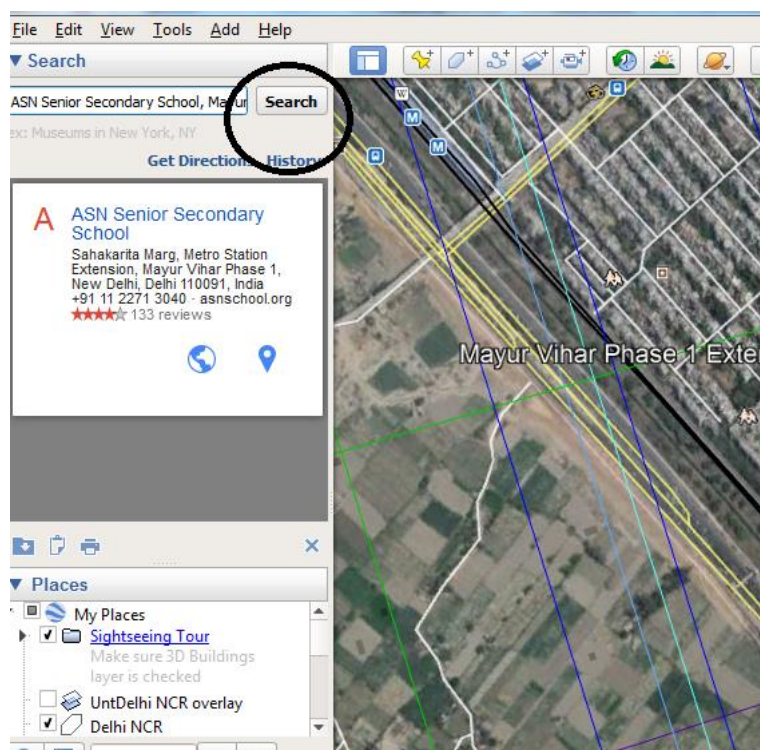 File Edit View Tools Add Help
Search
ASN Senior Secondary School, Mayur
Search
ex: Museums in New York, NY
Get Directions History
A
ASN Senior Secondary
School
Sahakarita Marg, Metro Station
Extension, Mayur Vihar Phase 1,
New Delhi, Delhi 110091, India
+91 11 2271 3040 · asnschool.org
133 reviews
Places
My Places
Sightseeing Tour
Make sure 3D Buildings
layer is checked
UntDelhi NCR overlay
Delhi NCR
W
M
M
Mayur Vihar Phase 1 Exte